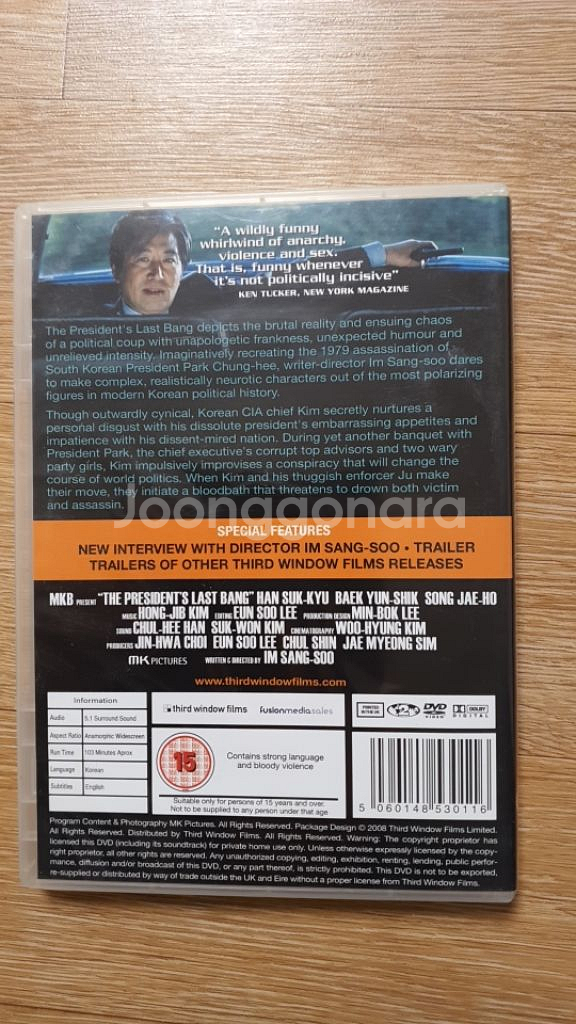 "A wildly funny
whirlwind of anarchy,
violence and sex.
That is, funny whenever
it's not politically incisive"
KEN TUCKER, NEW YORK MAGAZINE
The President's Last Bang depicts the brutal reality and ensuing chaos
of a political coup with unapologetic frankness, unexpected humour and
unrelieved intensity. Imaginatively recreating the 1979 assassination of
South Korean President Park Chung-hee, writer-director Im Sang-soo dares
to make complex, realistically neurotic characters out of the most polarizing
figures in modern Korean political history.
Though outwardly cynical, Korean CIA chief Kim secretly nurtures a
personal disgust with his dissolute president's embarrassing appetites and
impatience with his dissent-mired nation. During yet another banquet with
President Park, the chief executive's corrupt top advisors and two wary
party girls, Kim impulsively improvises a conspiracy that will change the
course of world politics. When Kim and his thuggish enforcer Ju make
their move, they initiate a bloodbath that threatens to drown both victim
and assassin.
Joonggonara
SPECIAL FEATURES
NEW INTERVIEW WITH DIRECTOR IM SANG-SOO • TRAILER
TRAILERS OF OTHER THIRD WINDOW FILMS RELEASES
MKB PRESENT "THE PRESIDENT'S LAST BANG" HAN SUK-KYU BAEK YUN-SHIK SONG JAE-HO
MUSIC HONG-JIB KIM EDITING EUN SOO LEE PRODUCTION DESIGN MIN-BOK LEE
SOUND CHUL-HEE HAN SUK-WON KIM CINEMATOGRAPHY WOO-HYUNG KIM
PRODUCERS JIN-HWA CHOI EUN SOO LEE CHUL SHIN JAE MYEONG SIM
MK PICTURES WRITTEN & DIRECTED BY IM SANG-SOO
www.thirdwindowfilms.com
Information
Audio 5.1 Surround Sound
Aspect Ratio Anamorphic Widescreen
Run Time 103 Minutes Aprox
Language Korean
Subtitles English
third window films fusionmediasales
PRINTED IN THE UK 2 DVD VIDEO DOLBY DIGITAL
15
Contains strong language
and bloody violence
Suitable only for persons of 15 years and over.
Not to be supplied to any person under that age
5 060148 530116
Program Content & Photography MK Pictures. All Rights Reserved. Package Design © 2008 Third Window Films Limited.
All Rights Reserved. Distributed by Third Window Films. All Rights Reserved. Warning: The copyright proprietor has
licensed this DVD (including its soundtrack) for private home use only. Unless otherwise expressly licensed by the copy-
right proprietor, all other rights are reserved. Any unauthorized copying, editing, exhibition, renting, lending, public perfor-
mance, diffusion and/or broadcast of this DVD, or any part thereof, is strictly prohibited. This DVD is not to be exported,
re-supplied or distributed by way of trade outside the UK and Eire without a proper license from Third Window Films.